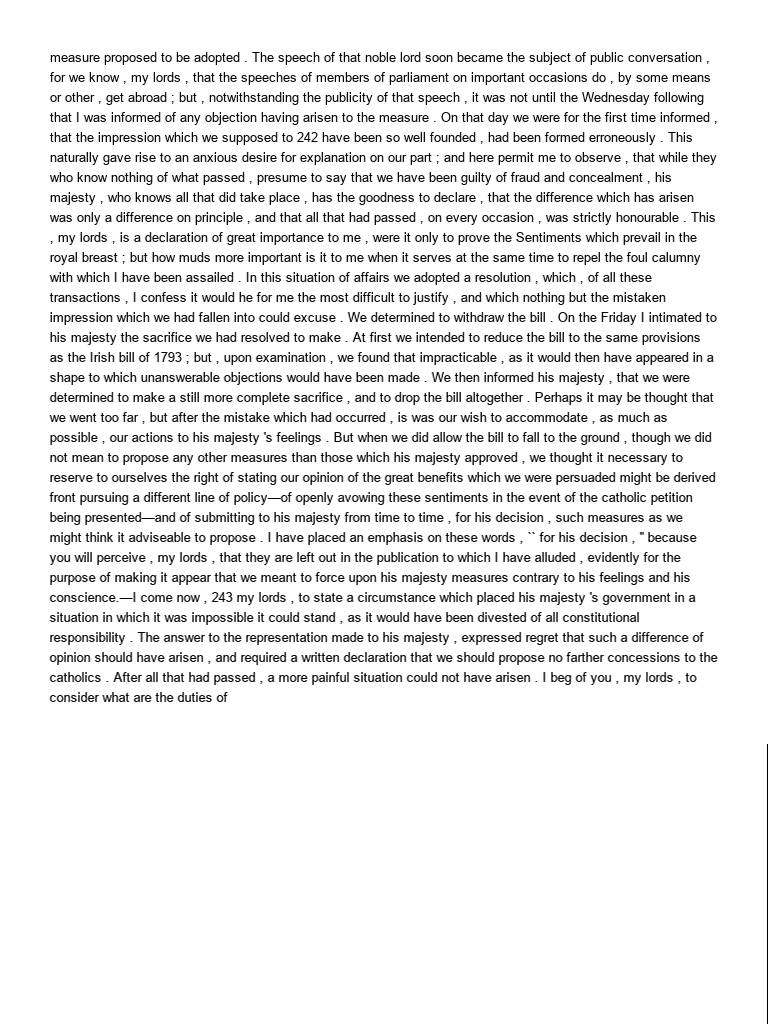 measure proposed to be adopted . The speech of that noble lord soon became the subject of public conversation ,
for we know , my lords , that the speeches of members of parliament on important occasions do , by some means
or other , get abroad ; but , notwithstanding the publicity of that speech , it was not until the Wednesday following
that I was informed of any objection having arisen to the measure . On that day we were for the first time informed ,
that the impression which we supposed to 242 have been so well founded , had been formed erroneously . This
naturally gave rise to an anxious desire for explanation on our part ; and here permit me to observe , that while they
who know nothing of what passed , presume to say that we have been guilty of fraud and concealment , his
majesty , who knows all that did take place , has the goodness to declare , that the difference which has arisen
was only a difference on principle , and that all that had passed , on every occasion , was strictly honourable . This
, my lords , is a declaration of great importance to me , were it only to prove the Sentiments which prevail in the
royal breast ; but how muds more important is it to me when it serves at the same time to repel the foul calumny
with which I have been assailed . In this situation of affairs we adopted a resolution , which , of all these
transactions , I confess it would he for me the most difficult to justify , and which nothing but the mistaken
impression which we had fallen into could excuse . We determined to withdraw the bill . On the Friday I intimated to
his majesty the sacrifice we had resolved to make . At first we intended to reduce the bill to the same provisions
as the Irish bill of 1793 ; but , upon examination , we found that impracticable , as it would then have appeared in a
shape to which unanswerable objections would have been made . We then informed his majesty , that we were
determined to make a still more complete sacrifice , and to drop the bill altogether . Perhaps it may be thought that
we went too far , but after the mistake which had occurred , is was our wish to accommodate , as much as
possible , our actions to his majesty 's feelings . But when we did allow the bill to fall to the ground , though we did
not mean to propose any other measures than those which his majesty approved , we thought it necessary to
reserve to ourselves the right of stating our opinion of the great benefits which we were persuaded might be derived
front pursuing a different line of policy—of openly avowing these sentiments in the event of the catholic petition
being presented—and of submitting to his majesty from time to time , for his decision , such measures as we
might think it adviseable to propose . I have placed an emphasis on these words , `` for his decision , '' because
you will perceive , my lords , that they are left out in the publication to which I have alluded , evidently for the
purpose of making it appear that we meant to force upon his majesty measures contrary to his feelings and his
conscience.—I come now , 243 my lords , to state a circumstance which placed his majesty 's government in a
situation in which it was impossible it could stand , as it would have been divested of all constitutional
responsibility . The answer to the representation made to his majesty , expressed regret that such a difference of
opinion should have arisen , and required a written declaration that we should propose no farther concessions to the
catholics . After all that had passed , a more painful situation could not have arisen . I beg of you , my lords , to
consider what are the duties of